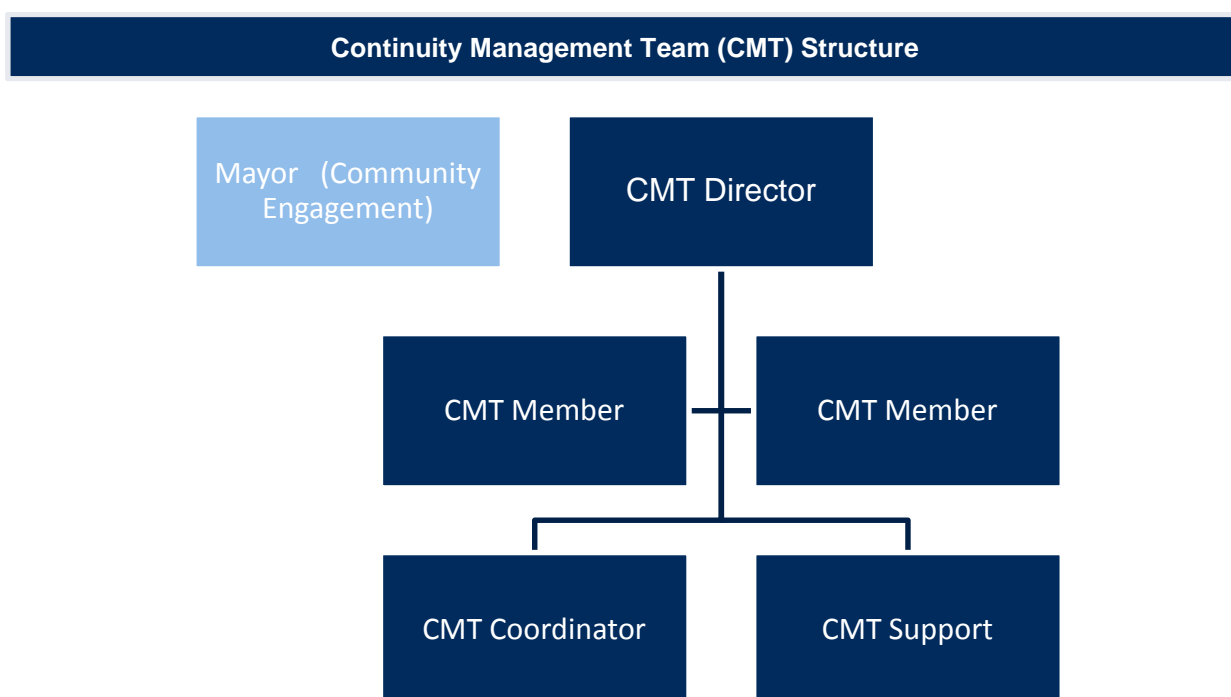 Continuity Management Team (CMT) Structure
Mayor (Community
Engagement)
CMT Director
CMT Member
CMT Member
CMT Coordinator
CMT Support